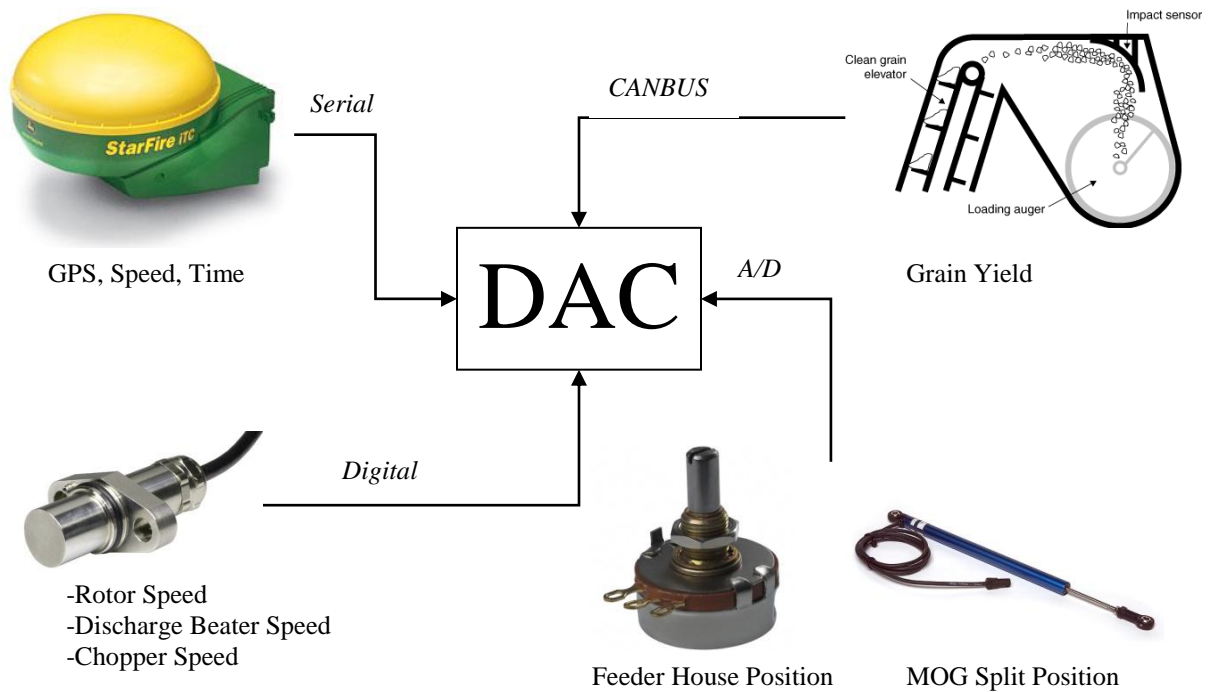 Impact sensor
Clean grain
elevator
CANBUS
Serial
StarFire iTC
Loading auger
GPS, Speed, Time
DAC
A/D
Grain Yield
Digital
-Rotor Speed
-Discharge Beater Speed
-Chopper Speed
Feeder House Position
MOG Split Position